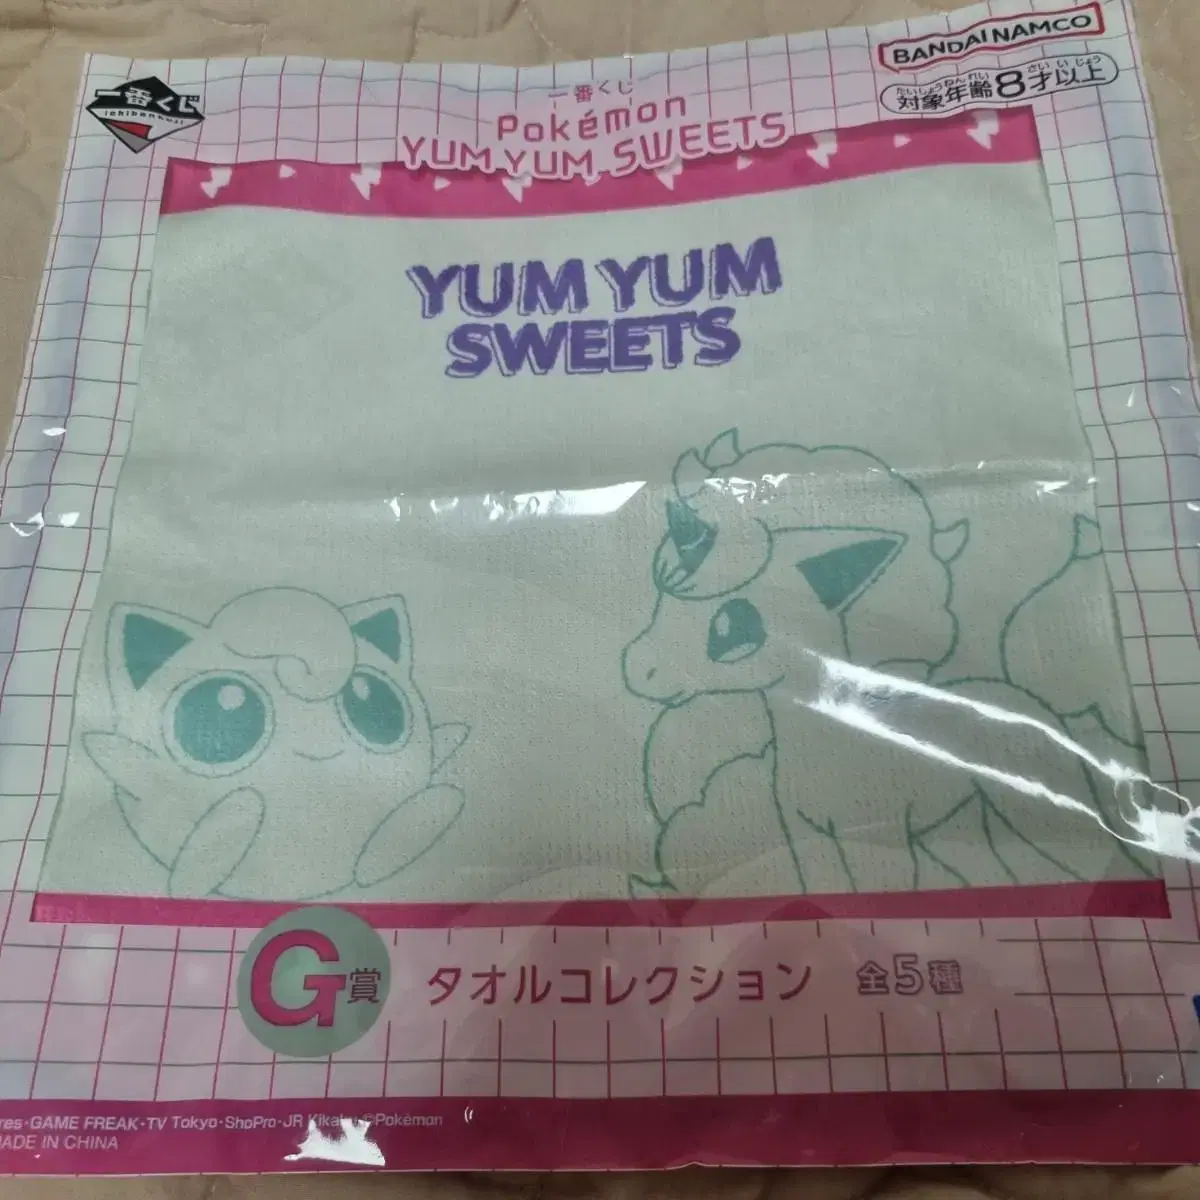 一番くじ
ichibankuji
一番くじ
Pokémon
YUM YUM SWEETS
BANDAI NAMCO
たいしょうねんれい さい いじょう
対象年齢8才以上
YUM YUM
SWEETS
G賞 タオルコレクション 全5種
GAME FREAK・TV Tokyo・ShoPro・JR Kikaku ©Pokémon
MADE IN CHINA